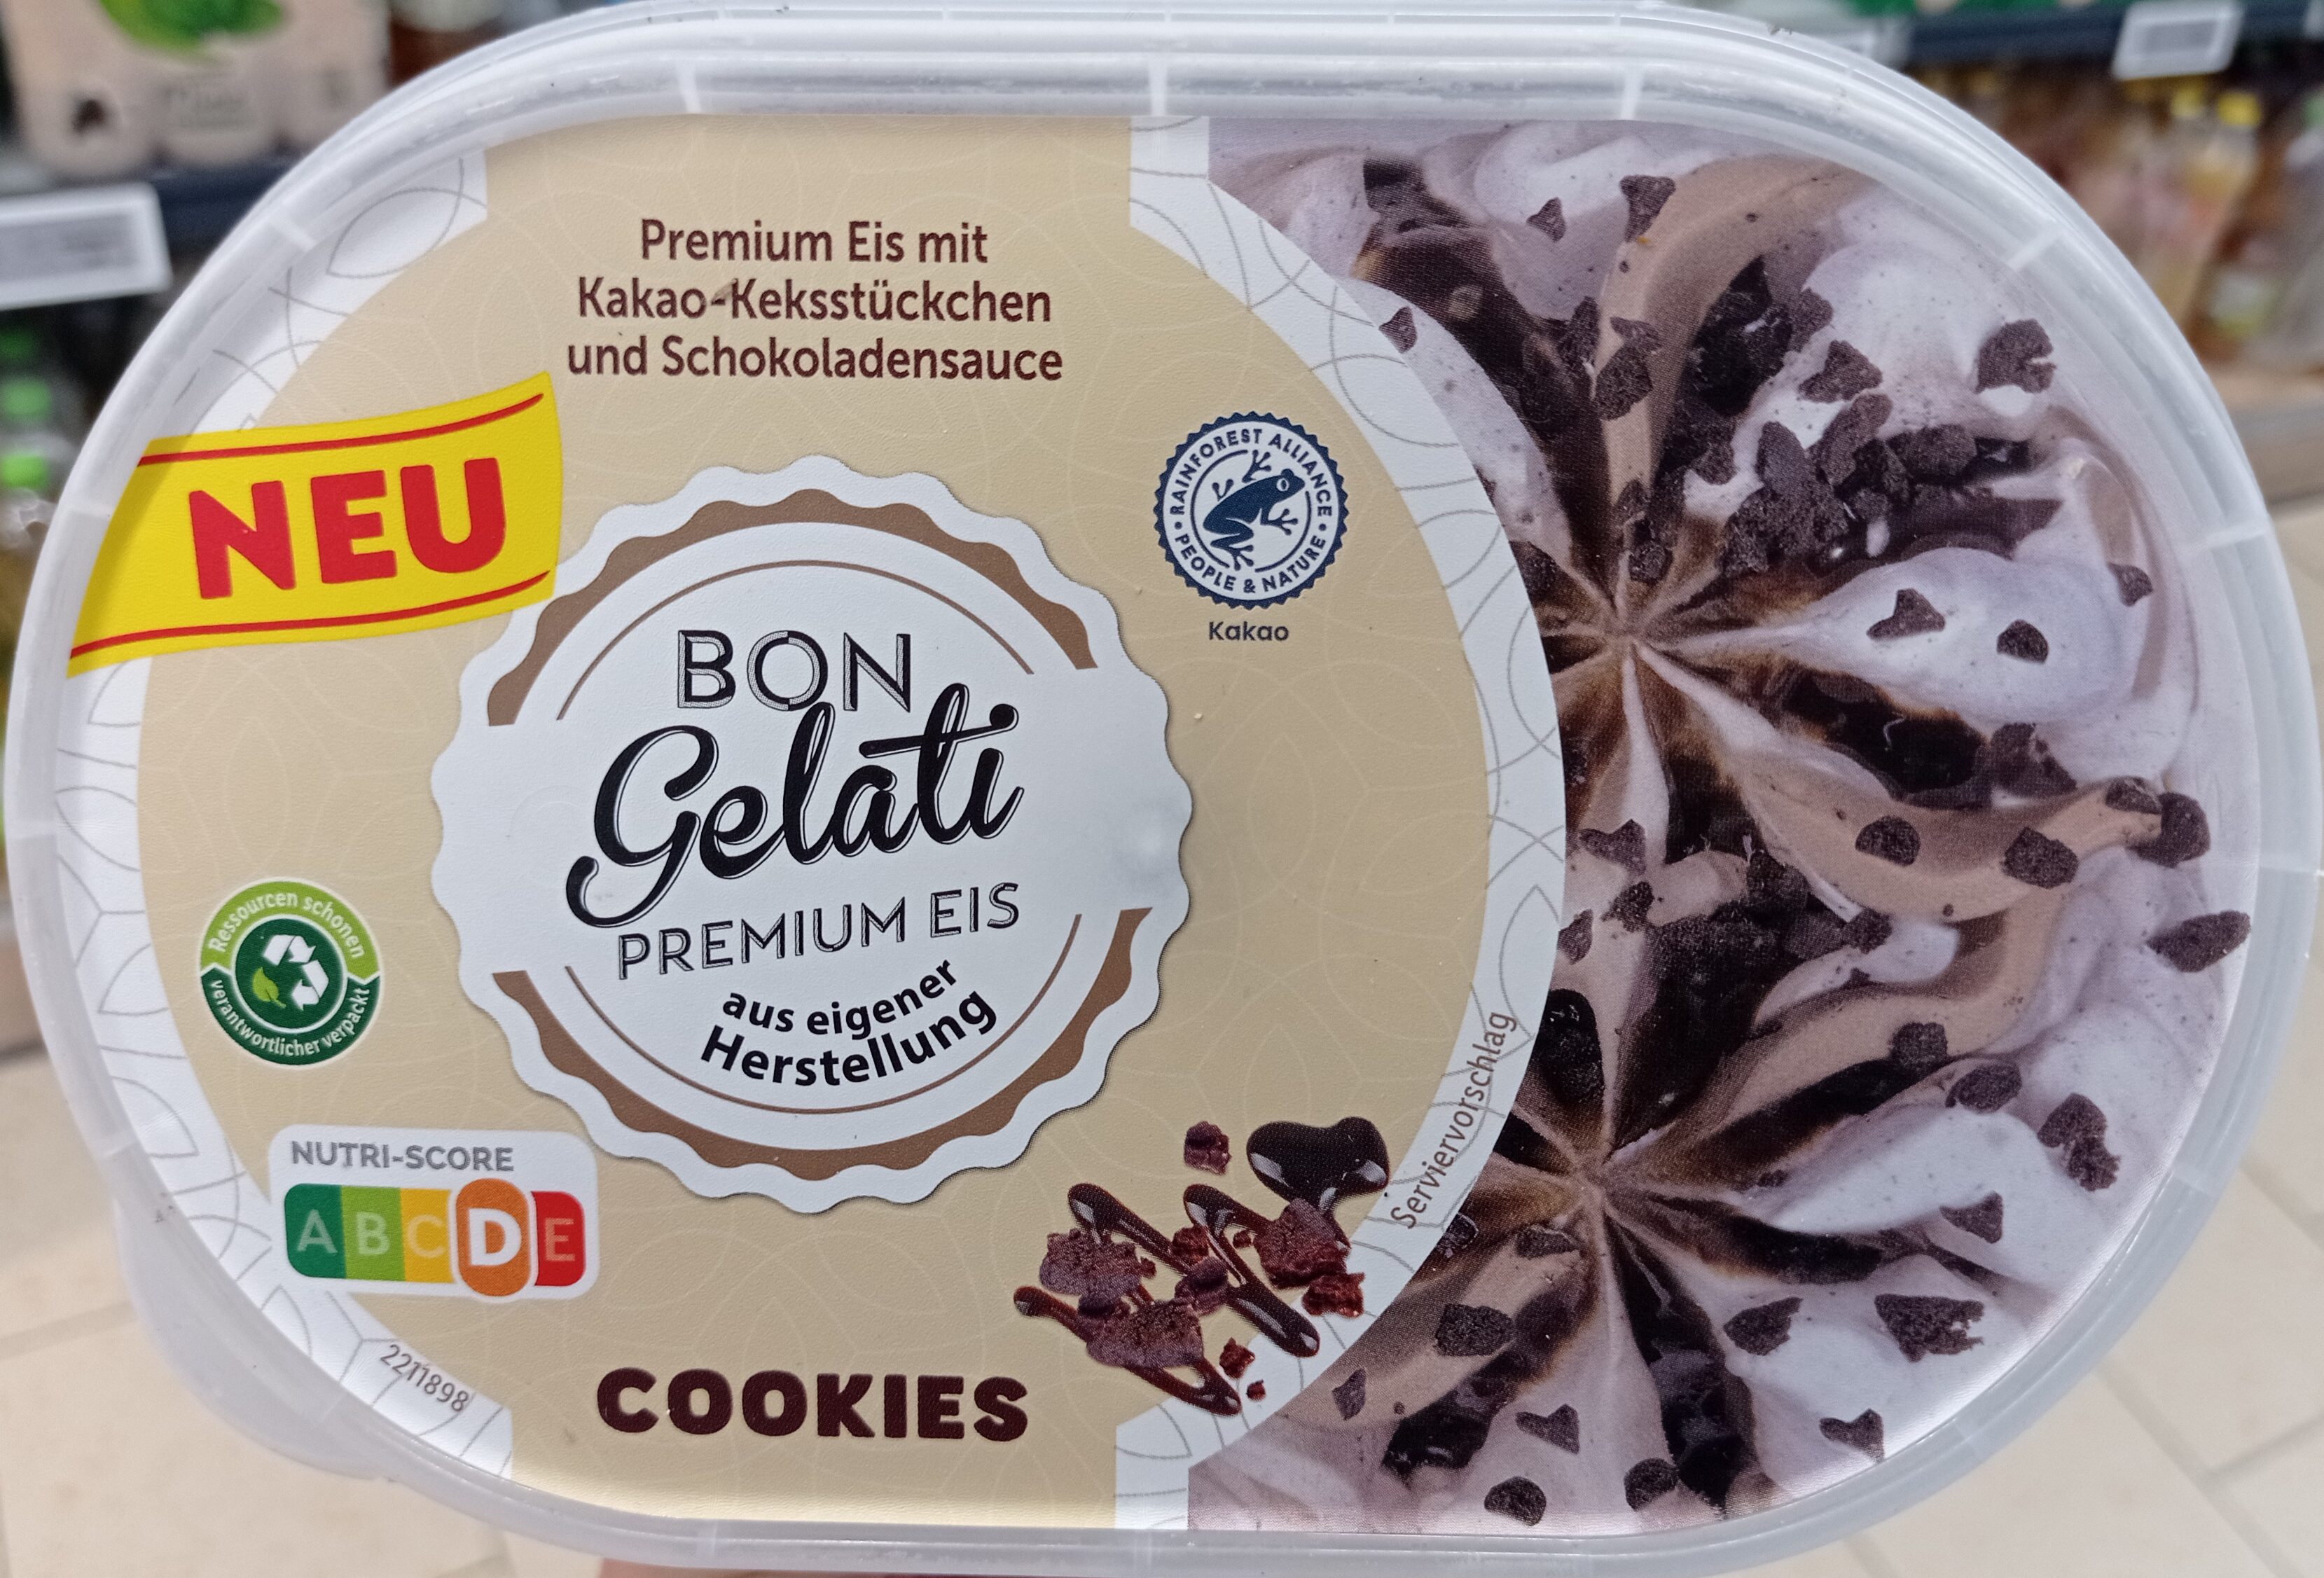 Premium Eis mit
Kakao-Keksstückchen
und Schokoladensauce
NEU
RAINFOREST ALLIANCE
PEOPLE & NATURE
Kakao
BON
Gelati
PREMIUM EIS
aus eigener
Herstellung
Ressourcen schonen
verantwortlicher verpackt
Serviervorschlag
NUTRI-SCORE
A B C D E
2211898
COOKIES